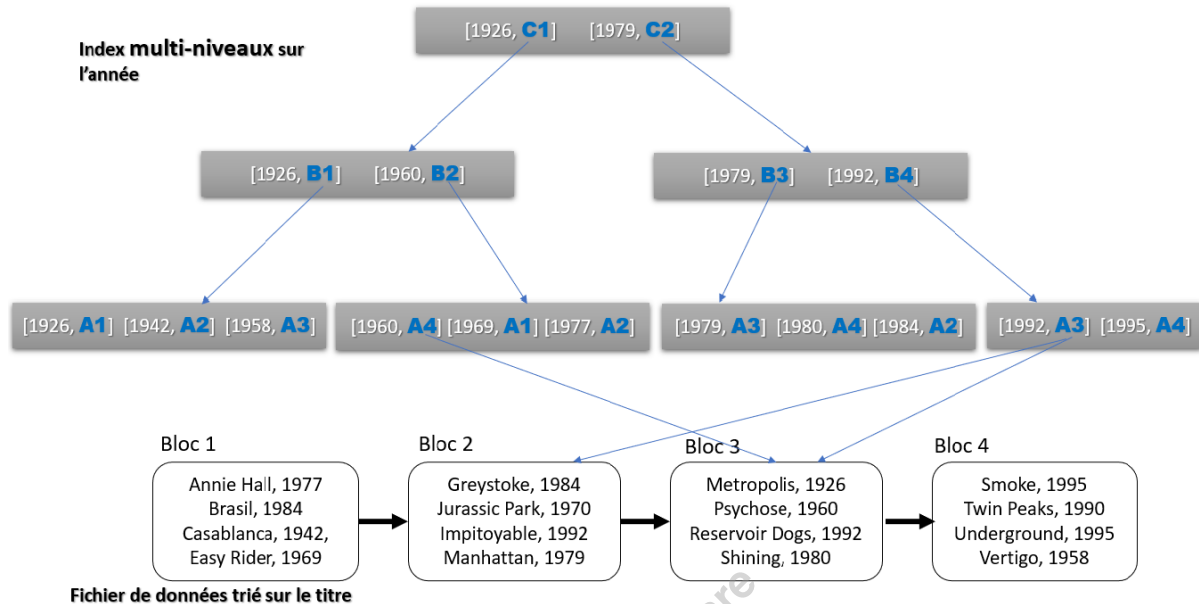 Index multi-niveaux sur
l'année
[1926, C1] [1979, C2]
[1926, B1] [1960, B2]
[1979, B3] [1992, B4]
[1926, A1] [1942, A2] [1958, A3]
[1960, A4] [1969, A1] [1977, A2]
[1979, A3] [1980, A4] [1984, A2]
[1992, A3] [1995, A4]
Bloc 1
Annie Hall, 1977
Brasil, 1984
Casablanca, 1942,
Easy Rider, 1969
Bloc 2
Greystoke, 1984
Jurassic Park, 1970
Impitoyable, 1992
Manhattan, 1979
Bloc 3
Metropolis, 1926
Psychose, 1960
Reservoir Dogs, 1992
Shining, 1980
Bloc 4
Smoke, 1995
Twin Peaks, 1990
Underground, 1995
Vertigo, 1958
Fichier de données trié sur le titre